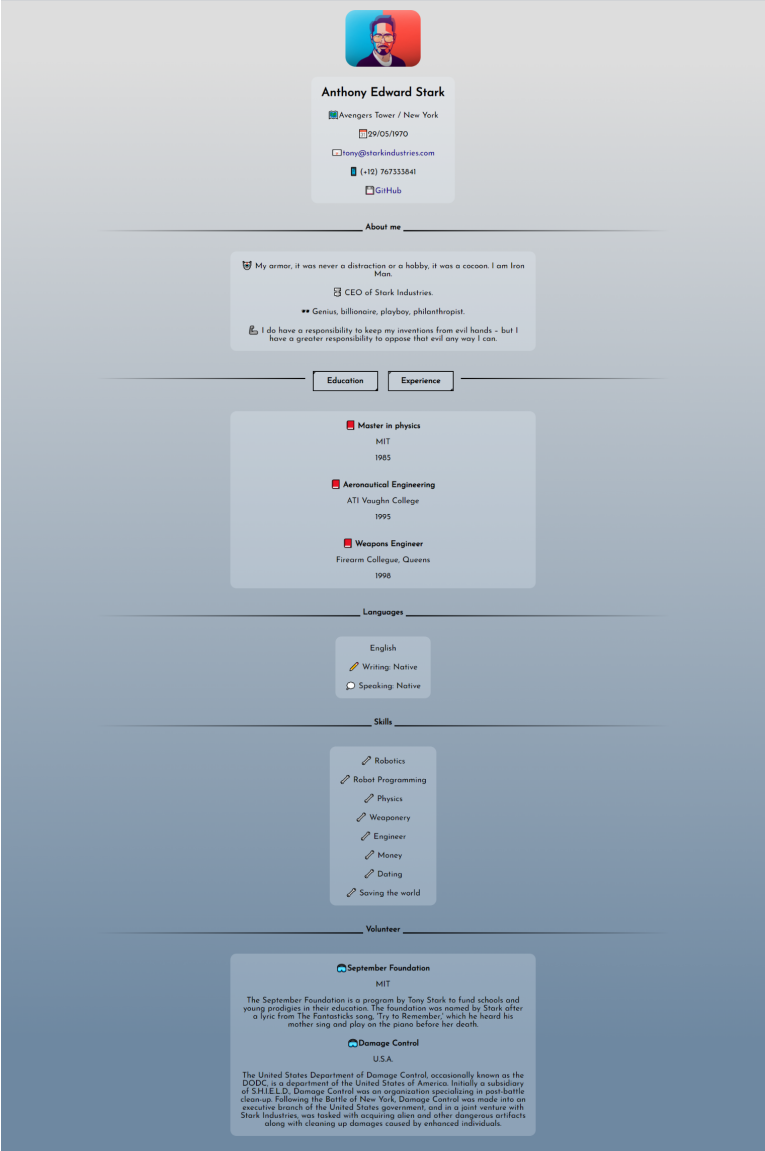 Anthony Edward Stark
Avengers Tower / New York
29/05/1970
tony@starkindustries.com
(+12) 767333841
GitHub
About me
My armor, it was never a distraction or a hobby, it was a cocoon. I am Iron
Man.
CEO of Stark Industries.
Genius, billionaire, playboy, philanthropist.
I do have a responsibility to keep my inventions from evil hands – but I
have a greater responsibility to oppose that evil any way I can.
Education Experience
Master in physics
MIT
1985
Aeronautical Engineering
ATI Vaughn College
1995
Weapons Engineer
Firearm Collegue, Queens
1998
Languages
English
Writing: Native
Speaking: Native
Skills
Robotics
Robot Programming
Physics
Weaponery
Engineer
Money
Dating
Saving the world
Volunteer
September Foundation
MIT
The September Foundation is a program by Tony Stark to fund schools and
young prodigies in their education. The foundation was named by Stark after
a lyric from The Fantasticks song, 'Try to Remember,' which he heard his
mother sing and play on the piano before her death.
Damage Control
U.S.A.
The United States Department of Damage Control, occasionally known as the
DODC, is a department of the United States of America. Initially a subsidiary
of S.H.I.E.L.D., Damage Control was an organization specializing in post-battle
clean-up. Following the Battle of New York, Damage Control was made into an
executive branch of the United States government, and in a joint venture with
Stark Industries, was tasked with acquiring alien and other dangerous artifacts
along with cleaning up damages caused by enhanced individuals.